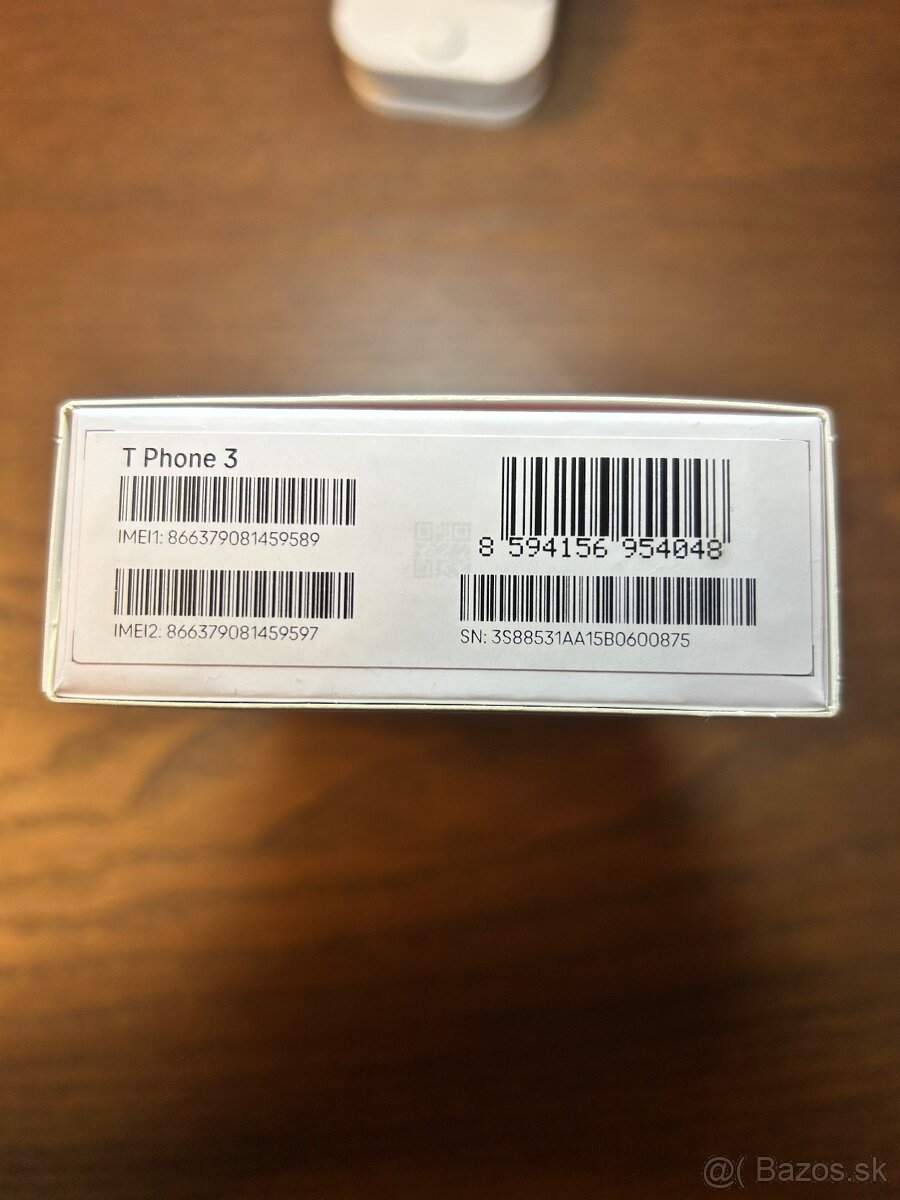 T Phone 3
IMEI1: 866379081459589
IMEI2: 866379081459597
8 594156 954048
SN: 3S88531AA15B0600875
@( Bazos.sk